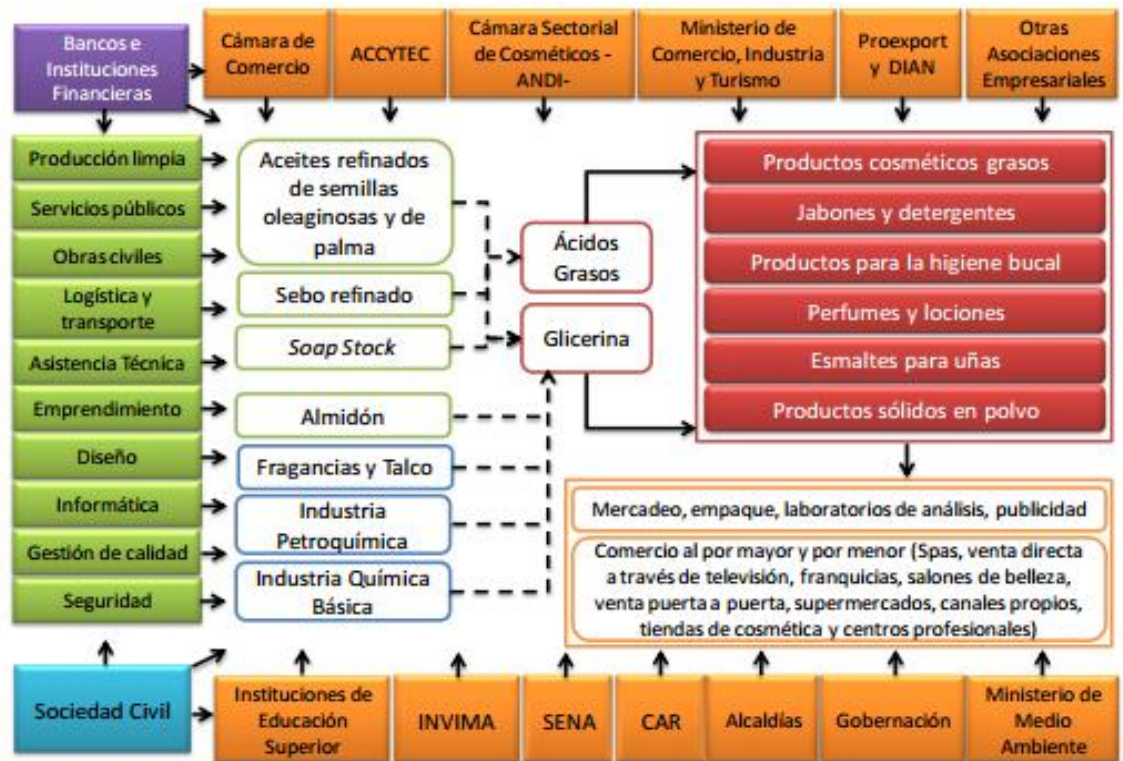 Bancos e
Instituciones
Financieras
Cámara de
Comercio
ACCYTEC
Cámara Sectorial
de Cosméticos -
ANDI-
Ministerio de
Comercio, Industria
y Turismo
Proexport
y DIAN
Otras
Asociaciones
Empresariales
Producción limpia
Servicios públicos
Obras civiles
Logística y
transporte
Asistencia Técnica
Emprendimiento
Diseño
Informática
Gestión de calidad
Seguridad
Aceites refinados
de semillas
oleaginosas y de
palma
Sebo refinado
Soap Stock
Almidón
Fragancias y Talco
Industria
Petroquímica
Industria Química
Básica
Ácidos
Grasos
Glicerina
Productos cosméticos grasos
Jabones y detergentes
Productos para la higiene bucal
Perfumes y lociones
Esmaltes para uñas
Productos sólidos en polvo
Mercadeo, empaque, laboratorios de análisis, publicidad
Comercio al por mayor y por menor (Spas, venta directa
a través de televisión, franquicias, salones de belleza,
venta puerta a puerta, supermercados, canales propios,
tiendas de cosmética y centros profesionales)
Sociedad Civil
Instituciones de
Educación
Superior
INVIMA
SENA
CAR
Alcaldías
Gobernación
Ministerio de
Medio
Ambiente